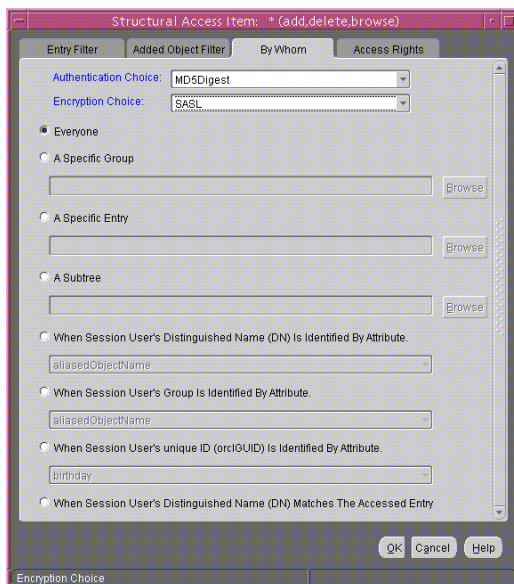 Structural Access Item: * (add,delete,browse)
Entry Filter
Added Object Filter
By Whom
Access Rights
Authentication Choice:
MD5Digest
Encryption Choice:
SASL
Everyone
A Specific Group
Browse
A Specific Entry
Browse
A Subtree
Browse
When Session User's Distinguished Name (DN) Is Identified By Attribute.
aliasedObjectName
When Session User's Group Is Identified By Attribute.
aliasedObjectName
When Session User's unique ID (orclGUID) Is Identified By Attribute.
birthday
When Session User's Distinguished Name (DN) Matches The Accessed Entry
OK
Cancel
Help
Encryption Choice